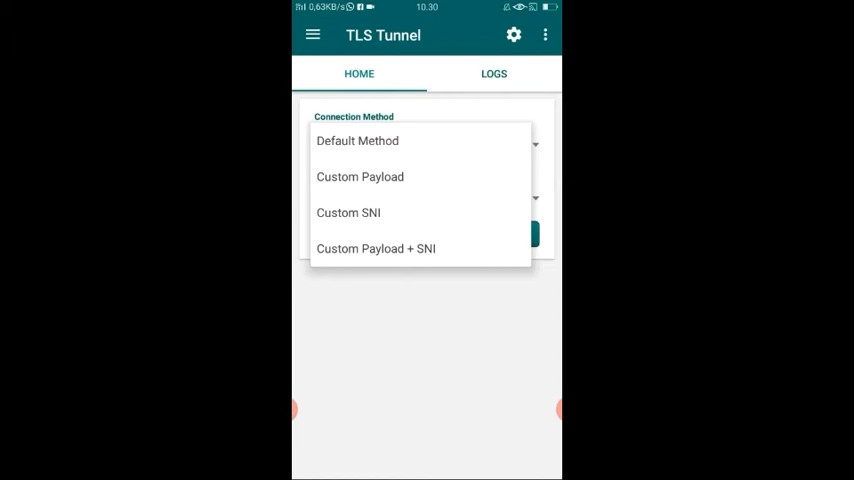 0,63KB/s
10.30
TLS Tunnel
HOME
LOGS
Connection Method
Default Method
Custom Payload
Custom SNI
Custom Payload + SNI